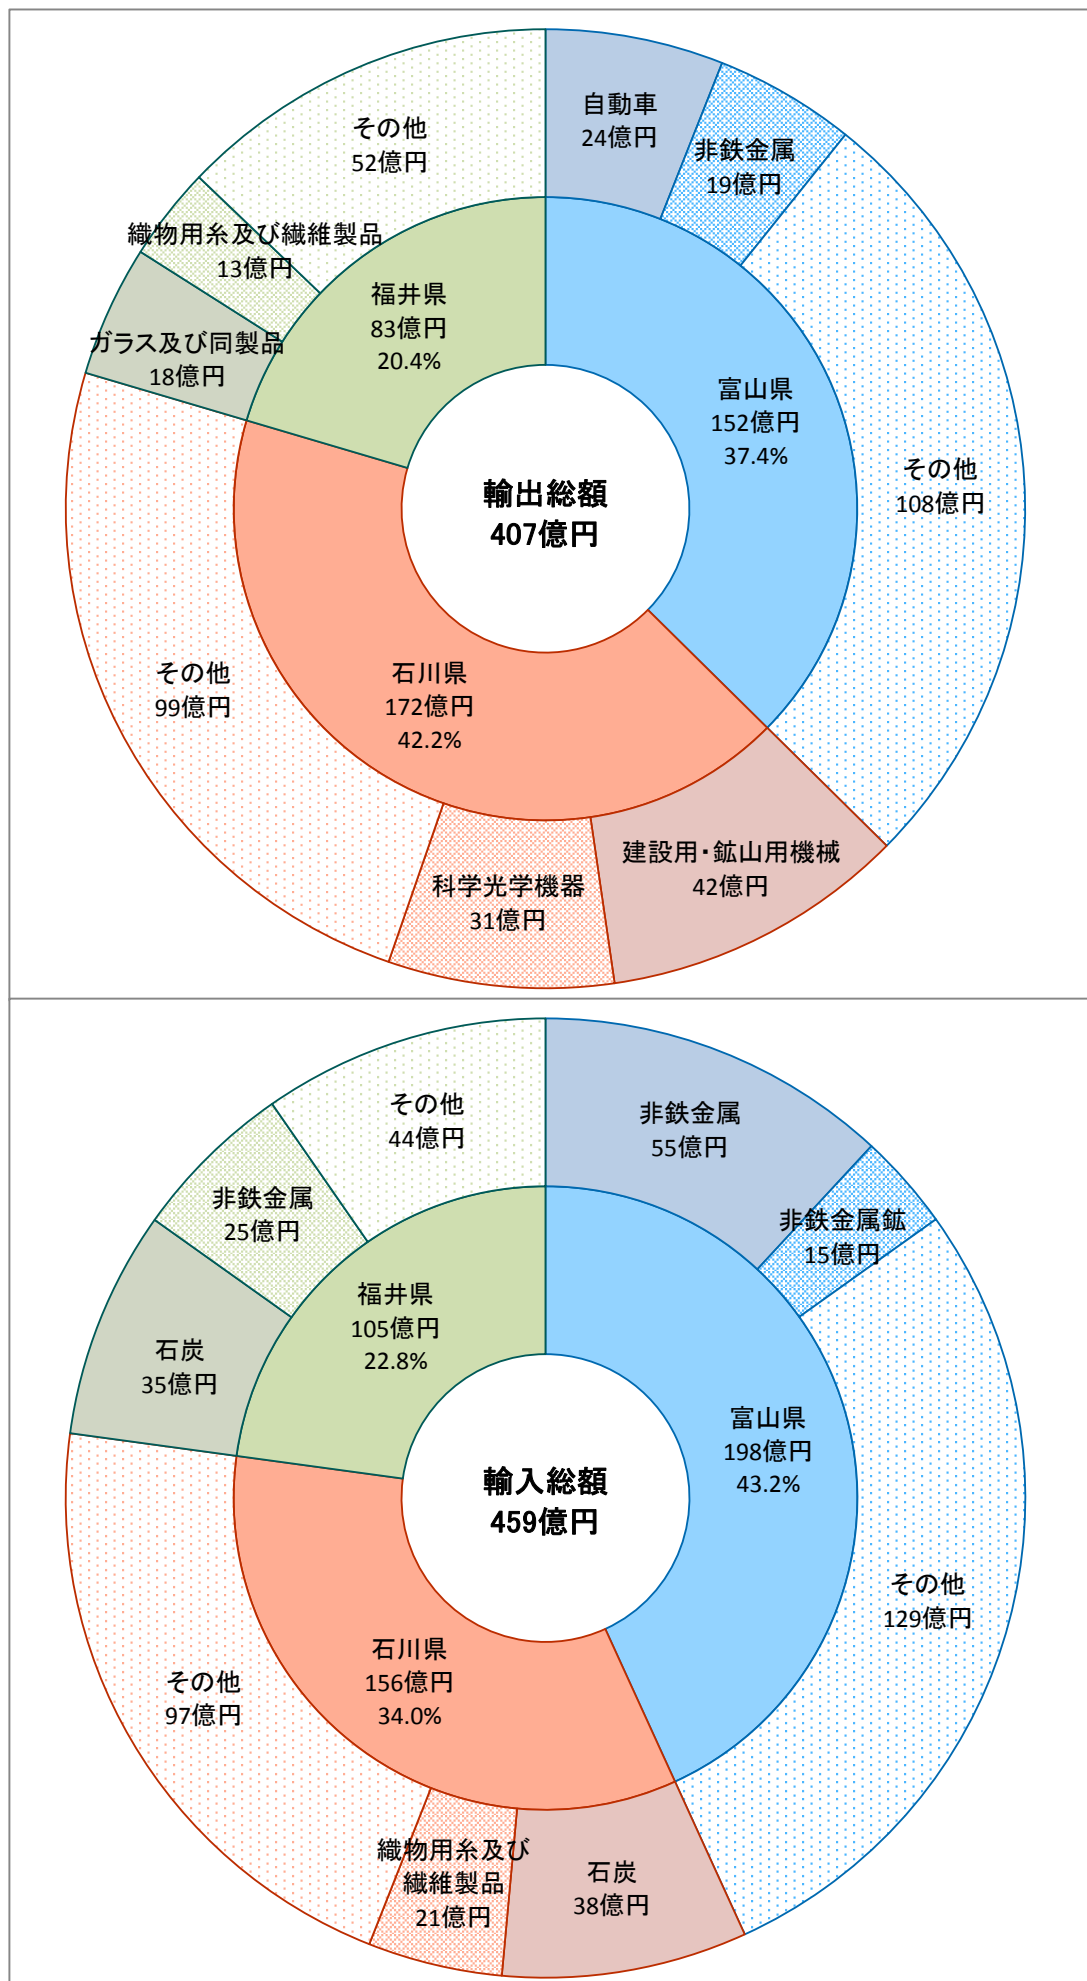 自動車
24億円
非鉄金属
19億円
その他
108億円
富山県
152億円
37.4%
輸出総額
407億円
福井県
83億円
20.4%
その他
52億円
織物用糸及び繊維製品
13億円
ガラス及び同製品
18億円
石川県
172億円
42.2%
その他
99億円
科学光学機器
31億円
建設用・鉱山用機械
42億円
非鉄金属
55億円
非鉄金属鉱
15億円
その他
129億円
富山県
198億円
43.2%
輸入総額
459億円
福井県
105億円
22.8%
その他
44億円
非鉄金属
25億円
石炭
35億円
石川県
156億円
34.0%
その他
97億円
織物用糸及び
繊維製品
21億円
石炭
38億円